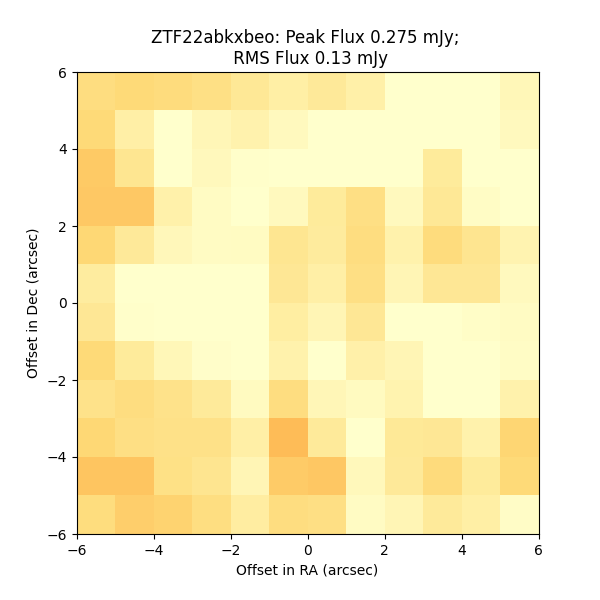 ZTF22abkxbeo: Peak Flux 0.275 mJy;
RMS Flux 0.13 mJy
6
4
2
0
−2
−4
−6
Offset in Dec (arcsec)
−6 −4 −2 0 2 4 6
Offset in RA (arcsec)